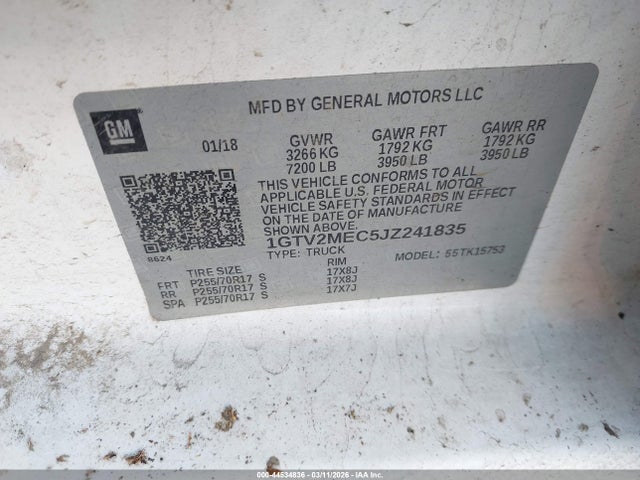 MFD BY GENERAL MOTORS LLC
GM
01/18
GVWR GAWR FRT GAWR RR
3266 KG 1792 KG 1792 KG
7200 LB 3950 LB 3950 LB
THIS VEHICLE CONFORMS TO ALL
APPLICABLE U.S. FEDERAL MOTOR
VEHICLE SAFETY STANDARDS IN EFFECT
ON THE DATE OF MANUFACTURE
SHOWN ABOVE.
1GTV2MEC5JZ241835
8624
TYPE: TRUCK MODEL: 55TK15753
TIRE SIZE RIM
FRT P255/70R17 S 17X8J
RR P255/70R17 S 17X8J
SPA P255/70R17 S 17X7J
000-44534836 - 03/11/2026 - © IAA Holdings, LLC